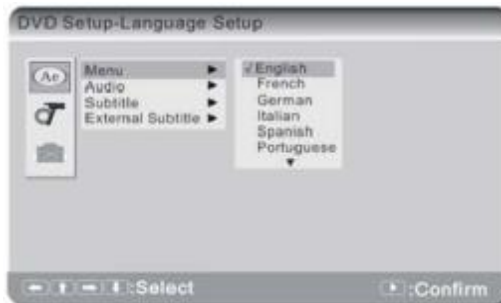 DVD Setup-Language Setup
Ae
Menu
Audio
Subtitle
External Subtitle
√English
French
German
Italian
Spanish
Portuguese
:Select
:Confirm